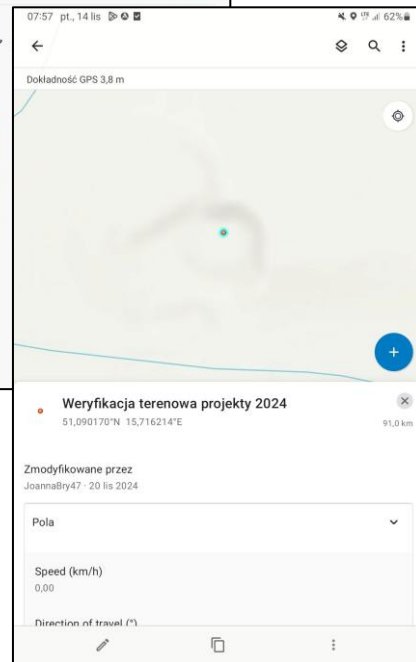 07:57 pt., 14 lis 62%
Dokładność GPS 3,8 m
Weryfikacja terenowa projekty 2024
51,090170°N 15,716214°E
91,0 km
Zmodyfikowane przez
JoannaBry47 · 20 lis 2024
Pola
Speed (km/h)
0,00
Direction of travel (°)